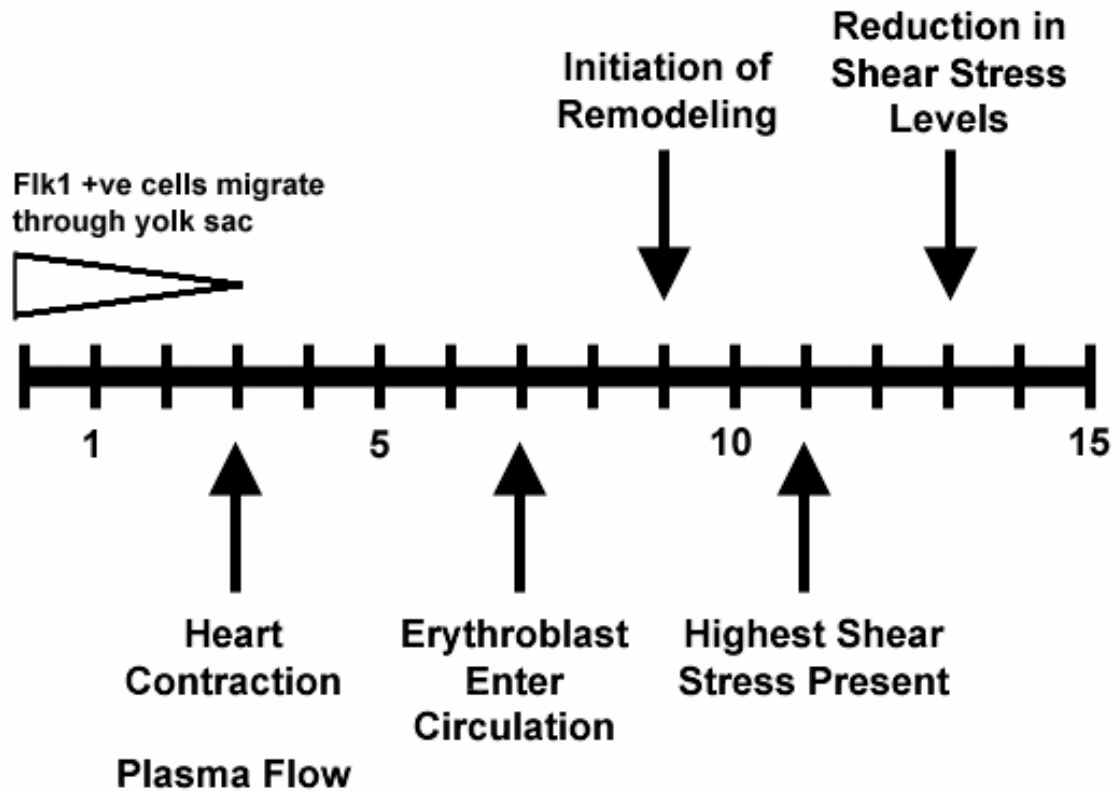 Reduction in
Shear Stress
Levels
Initiation of
Remodeling
Flk1 +ve cells migrate
through yolk sac
1
5
10
15
Heart
Contraction
Plasma Flow
Erythroblast
Enter
Circulation
Highest Shear
Stress Present